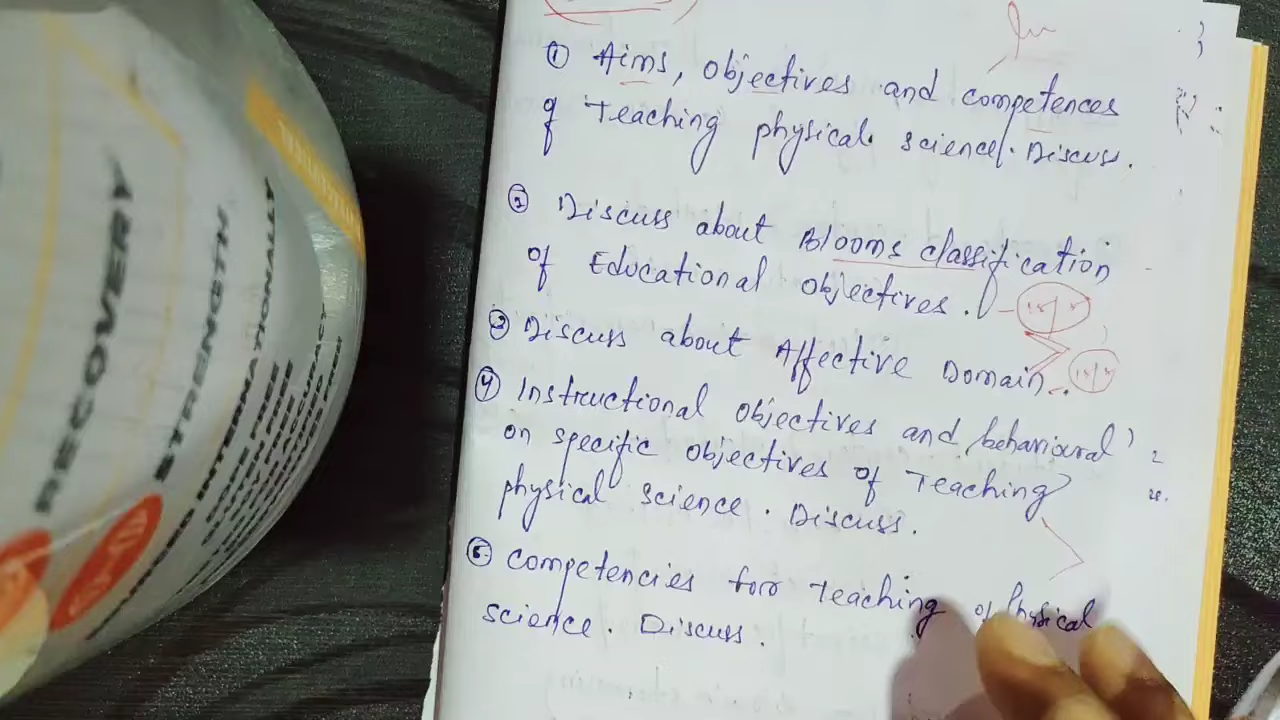 ① Aims, objectives and competences
of Teaching physical science. Discuss.
② Discuss about Blooms classification
of Educational objectives.
③ Discuss about Affective Domain.
④ Instructional objectives and behavioural
on specific objectives of Teaching
physical science. Discuss.
⑤ Competencies for Teaching of Physical
science. Discuss.
RECOVERY
STRENGTH
INTERNATIONALLY